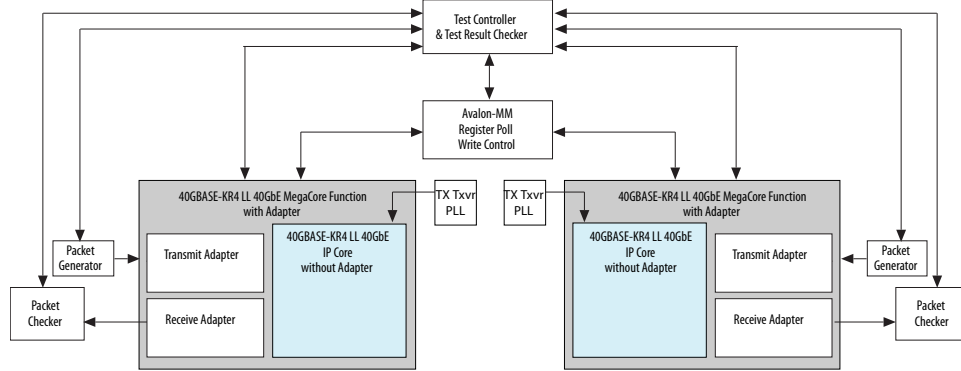 Test Controller
& Test Result Checker
Avalon-MM
Register Poll
Write Control
40GBASE-KR4 LL 40GbE MegaCore Function
with Adapter
TX Txvr
PLL
TX Txvr
PLL
40GBASE-KR4 LL 40GbE MegaCore Function
with Adapter
Packet
Generator
Transmit Adapter
40GBASE-KR4 LL 40GbE
IP Core
without Adapter
40GBASE-KR4 LL 40GbE
IP Core
without Adapter
Transmit Adapter
Packet
Generator
Packet
Checker
Receive Adapter
Receive Adapter
Packet
Checker